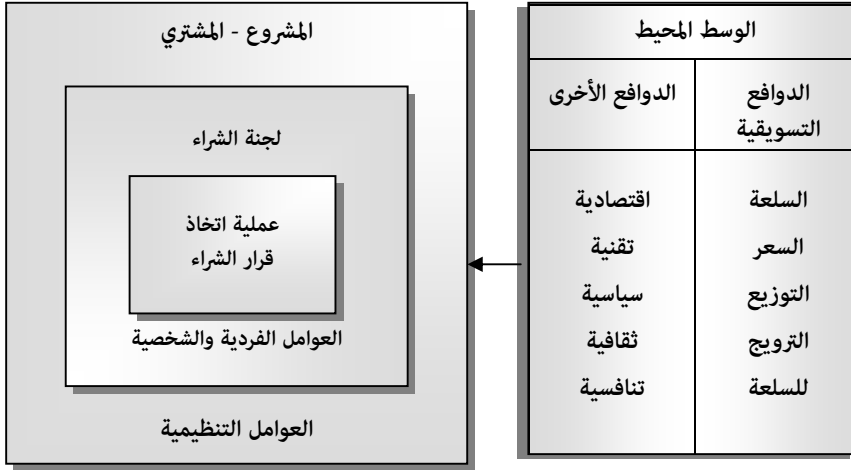 الوسط المحيط
الدوافع
التسويقية
الدوافع الأخرى
السلعة
اقتصادية
السعر
تقنية
التوزيع
سياسية
الترويج
ثقافية
للسلعة
تنافسية
المشروع - المشتري
لجنة الشراء
عملية اتخاذ
قرار الشراء
العوامل الفردية والشخصية
العوامل التنظيمية